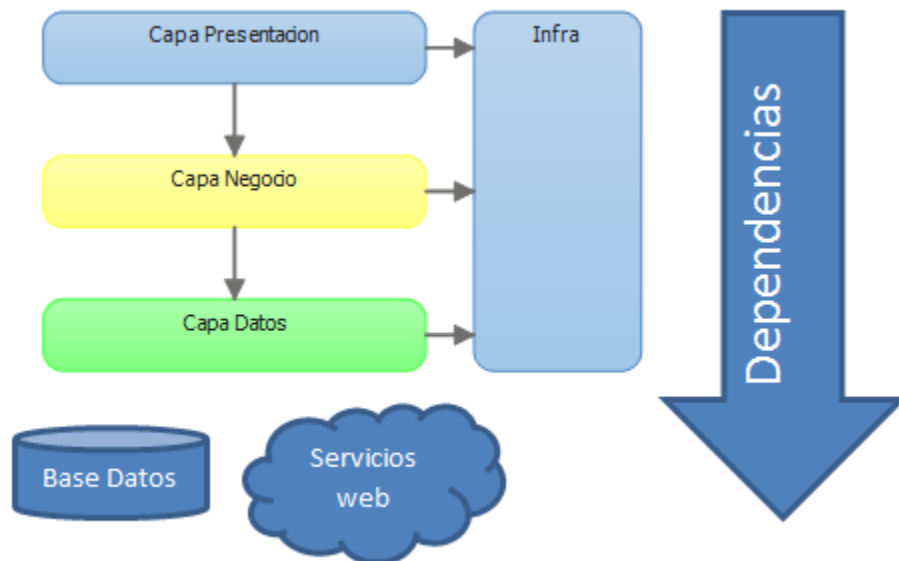 Capa Presentacion
Infra
Capa Negocio
Capa Datos
Base Datos
Servicios
web
Dependencias